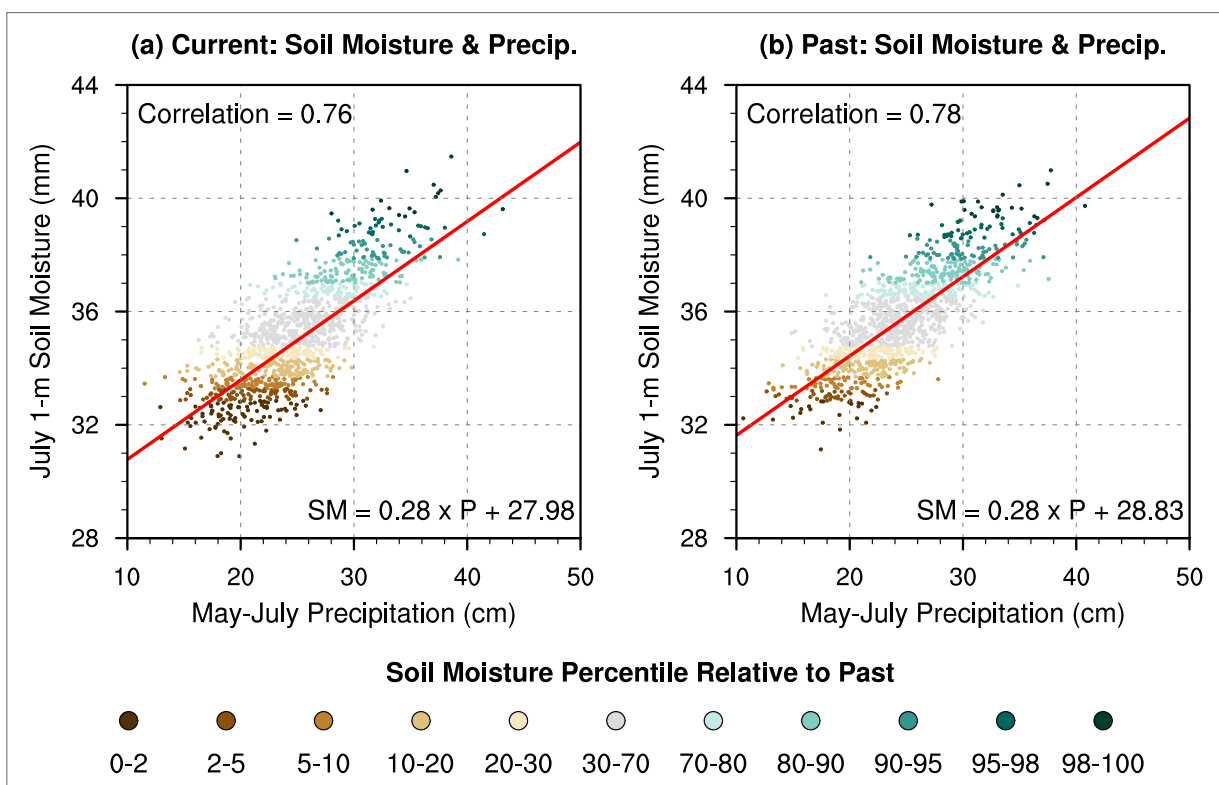 (a) Current: Soil Moisture & Precip.
44
40
36
32
28
July 1-m Soil Moisture (mm)
Correlation = 0.76
SM = 0.28 x P + 27.98
10 20 30 40 50
May-July Precipitation (cm)
(b) Past: Soil Moisture & Precip.
44
40
36
32
28
July 1-m Soil Moisture (mm)
Correlation = 0.78
SM = 0.28 x P + 28.83
10 20 30 40 50
May-July Precipitation (cm)
Soil Moisture Percentile Relative to Past
0-2 2-5 5-10 10-20 20-30 30-70 70-80 80-90 90-95 95-98 98-100